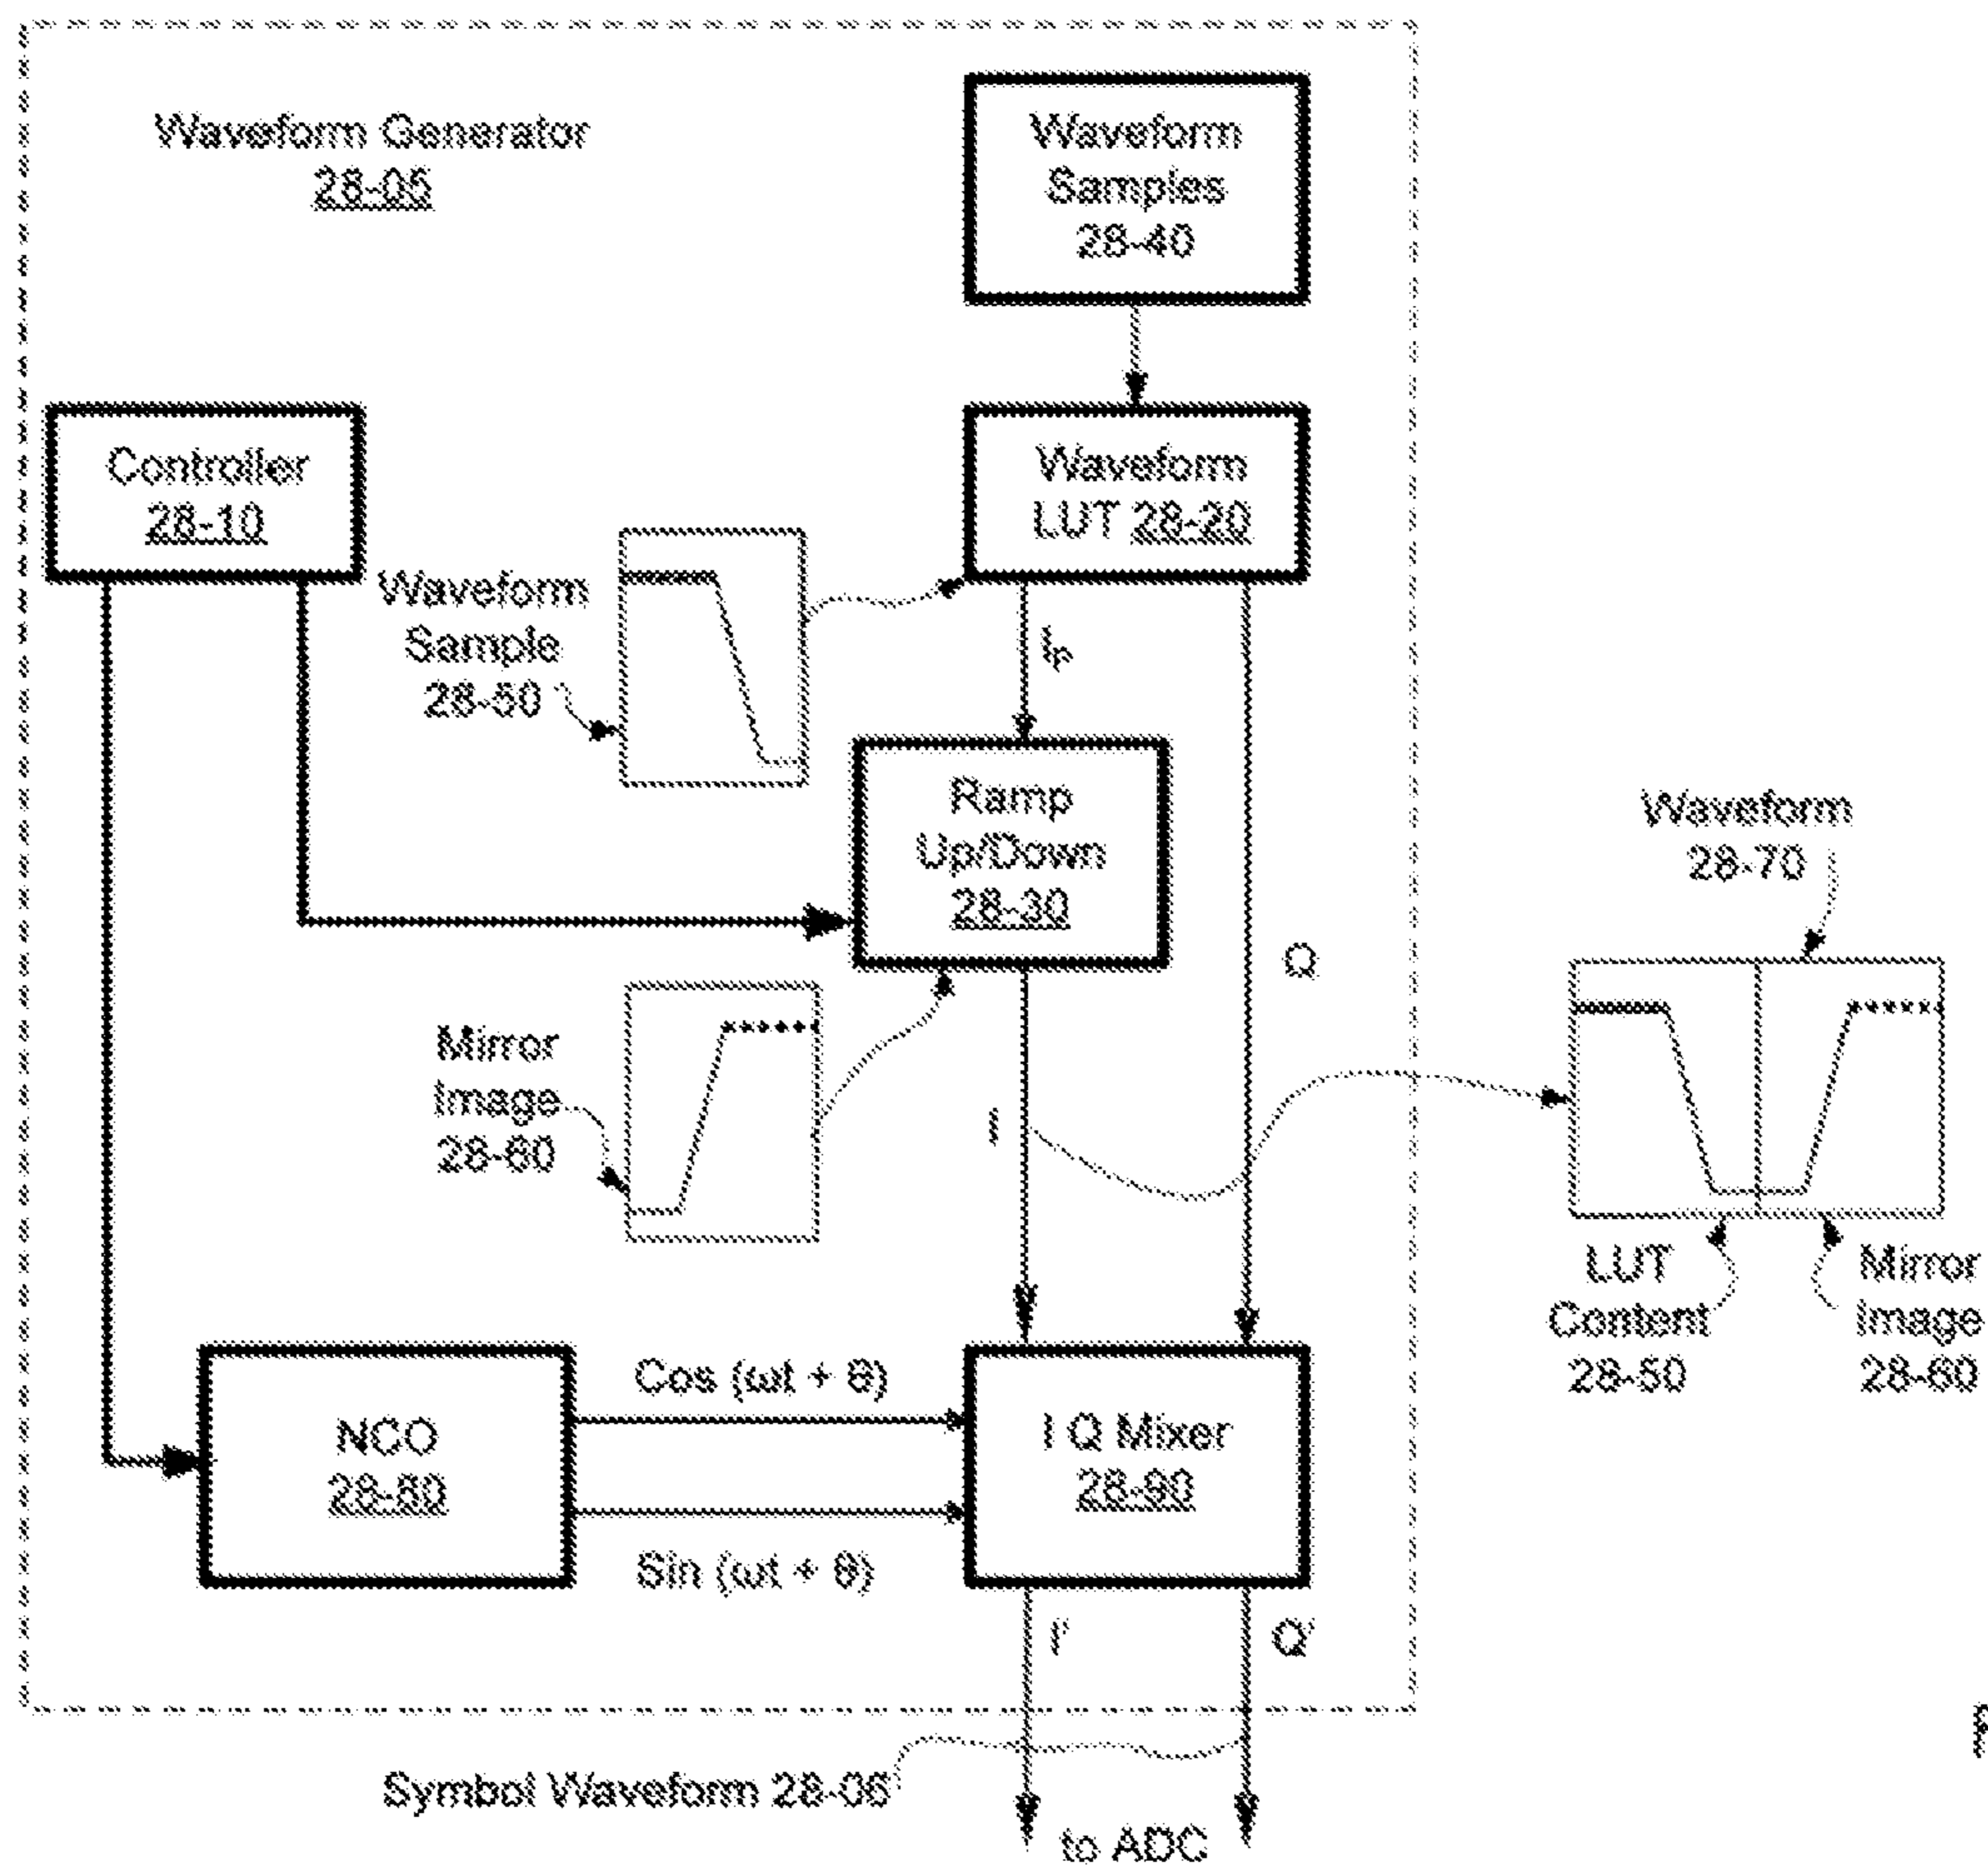 Waveform Generator
28-05
Waveform
Samples
28-40
Controller
28-10
Waveform
LUT 28-20
Waveform
Sample
28-50
Ip
Ramp
Up/Down
28-30
Q
Waveform
28-70
Mirror
Image
28-60
I
LUT
Content
28-50
Mirror
Image
28-60
NCO
28-80
Cos (ωt + θ)
Sin (ωt + θ)
I Q Mixer
28-90
I'
Q'
Symbol Waveform 28-06
to ADC